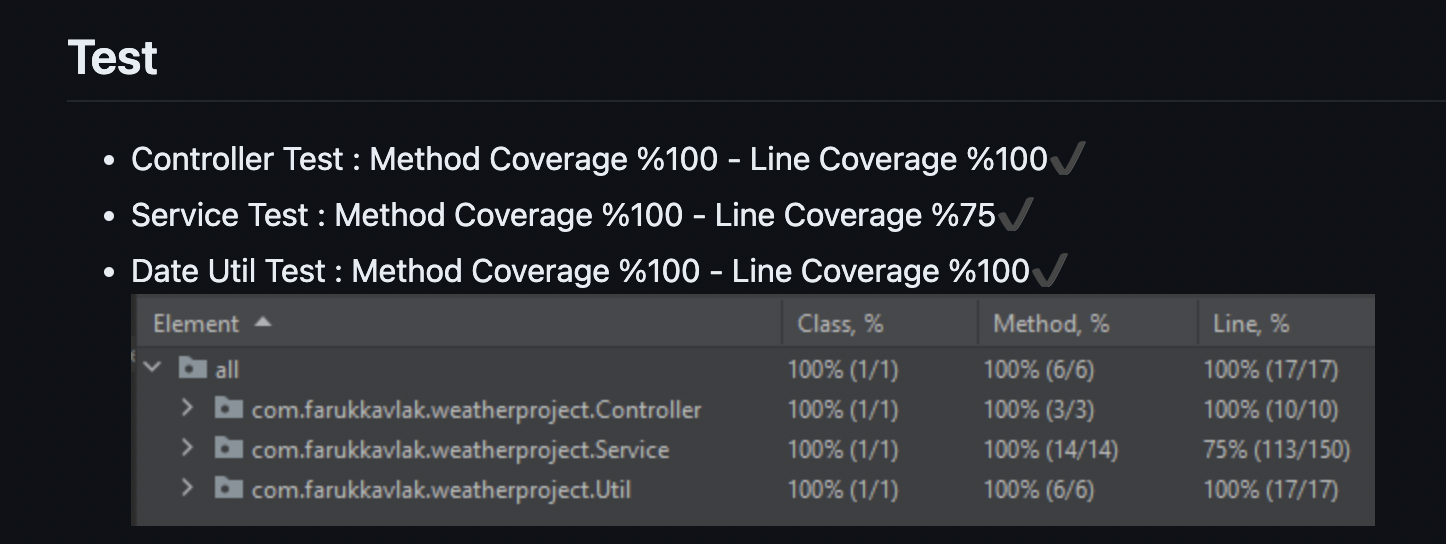 Test
Controller Test : Method Coverage %100 - Line Coverage %100✔
Service Test : Method Coverage %100 - Line Coverage %75✔
Date Util Test : Method Coverage %100 - Line Coverage %100✔
Element Class, % Method, % Line, %
all 100% (1/1) 100% (6/6) 100% (17/17)
com.farukkavlak.weatherproject.Controller 100% (1/1) 100% (3/3) 100% (10/10)
com.farukkavlak.weatherproject.Service 100% (1/1) 100% (14/14) 75% (113/150)
com.farukkavlak.weatherproject.Util 100% (1/1) 100% (6/6) 100% (17/17)